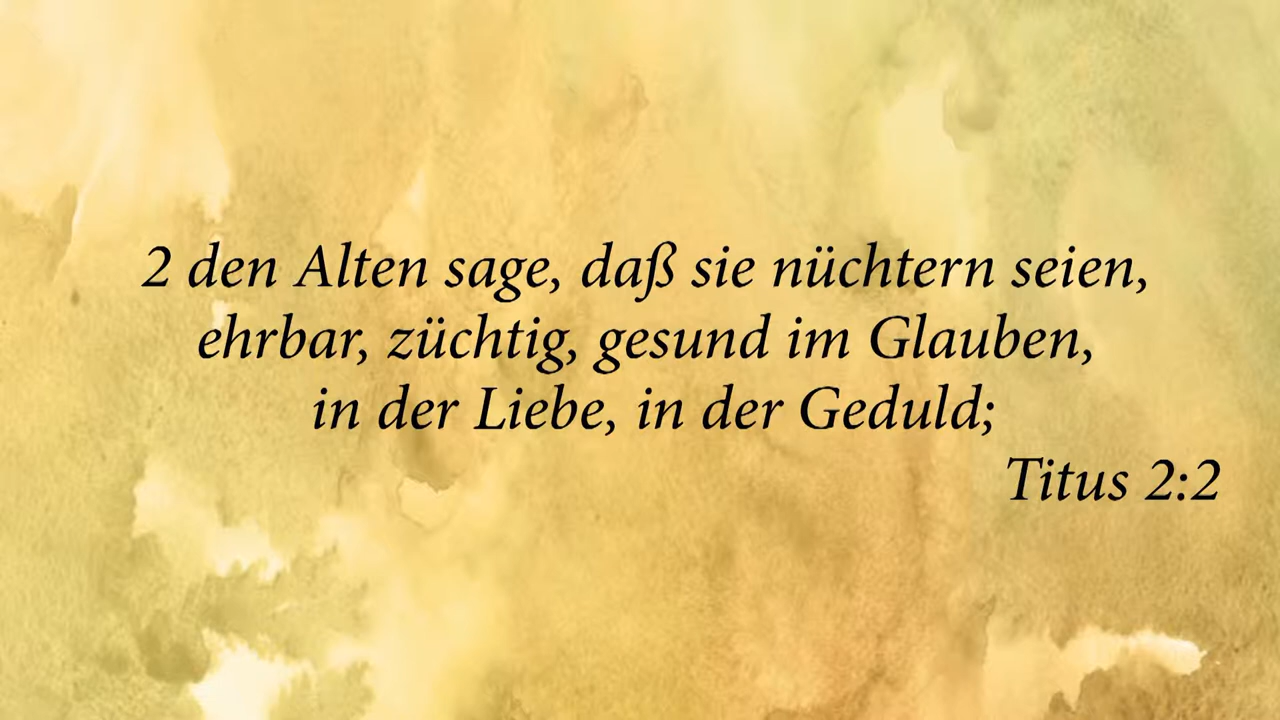 2 den Alten sage, daß sie nüchtern seien,
ehrbar, züchtig, gesund im Glauben,
in der Liebe, in der Geduld;
Titus 2:2